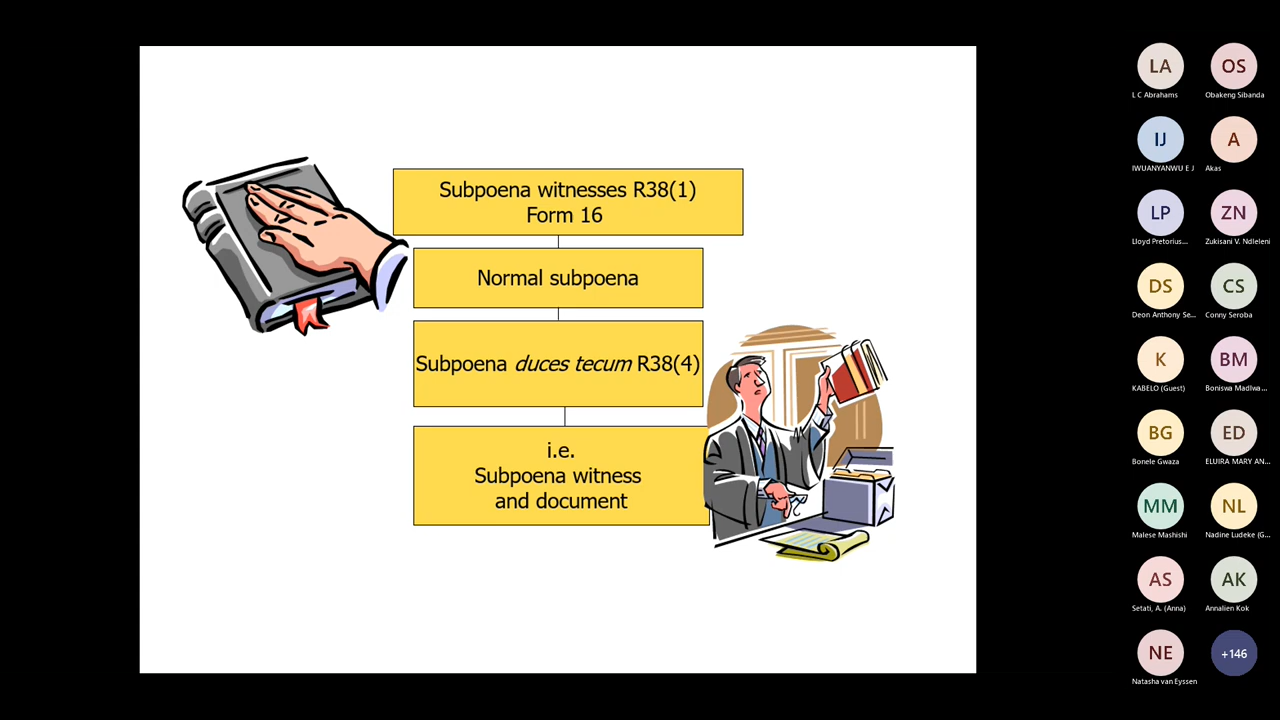 Subpoena witnesses R38(1)
Form 16
Normal subpoena
Subpoena duces tecum R38(4)
i.e.
Subpoena witness
and document
LA
OS
L C Abrahams
Obakeng Sibanda
IJ
A
IWUANYANWU E J
Akas
LP
ZN
Lloyd Pretorius...
Zukisani V. Ndleleni
DS
CS
Deon Anthony Se...
Conny Seroba
K
BM
KABELO (Guest)
Boniswa Madlwa...
BG
ED
Bonele Gwaza
ELUIRA MARY AN...
MM
NL
Malese Mashishi
Nadine Ludeke (G...
AS
AK
Setati, A. (Anna)
Annalien Kok
NE
+146
Natasha van Eyssen